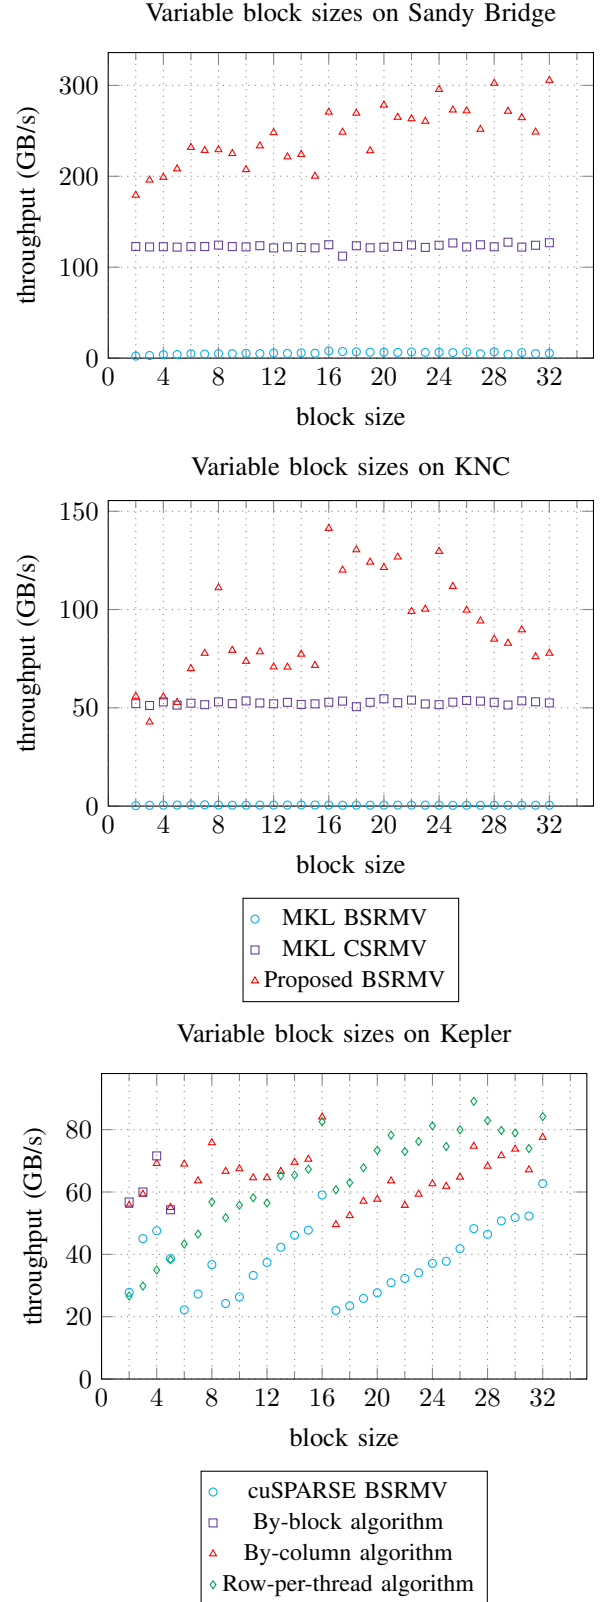 Variable block sizes on Sandy Bridge
300
200
100
0
throughput (GB/s)
0 4 8 12 16 20 24 28 32
block size
Variable block sizes on KNC
150
100
50
0
throughput (GB/s)
0 4 8 12 16 20 24 28 32
block size
MKL BSRMV
MKL CSRMV
Proposed BSRMV
Variable block sizes on Kepler
80
60
40
20
0
throughput (GB/s)
0 4 8 12 16 20 24 28 32
block size
cuSPARSE BSRMV
By-block algorithm
By-column algorithm
Row-per-thread algorithm